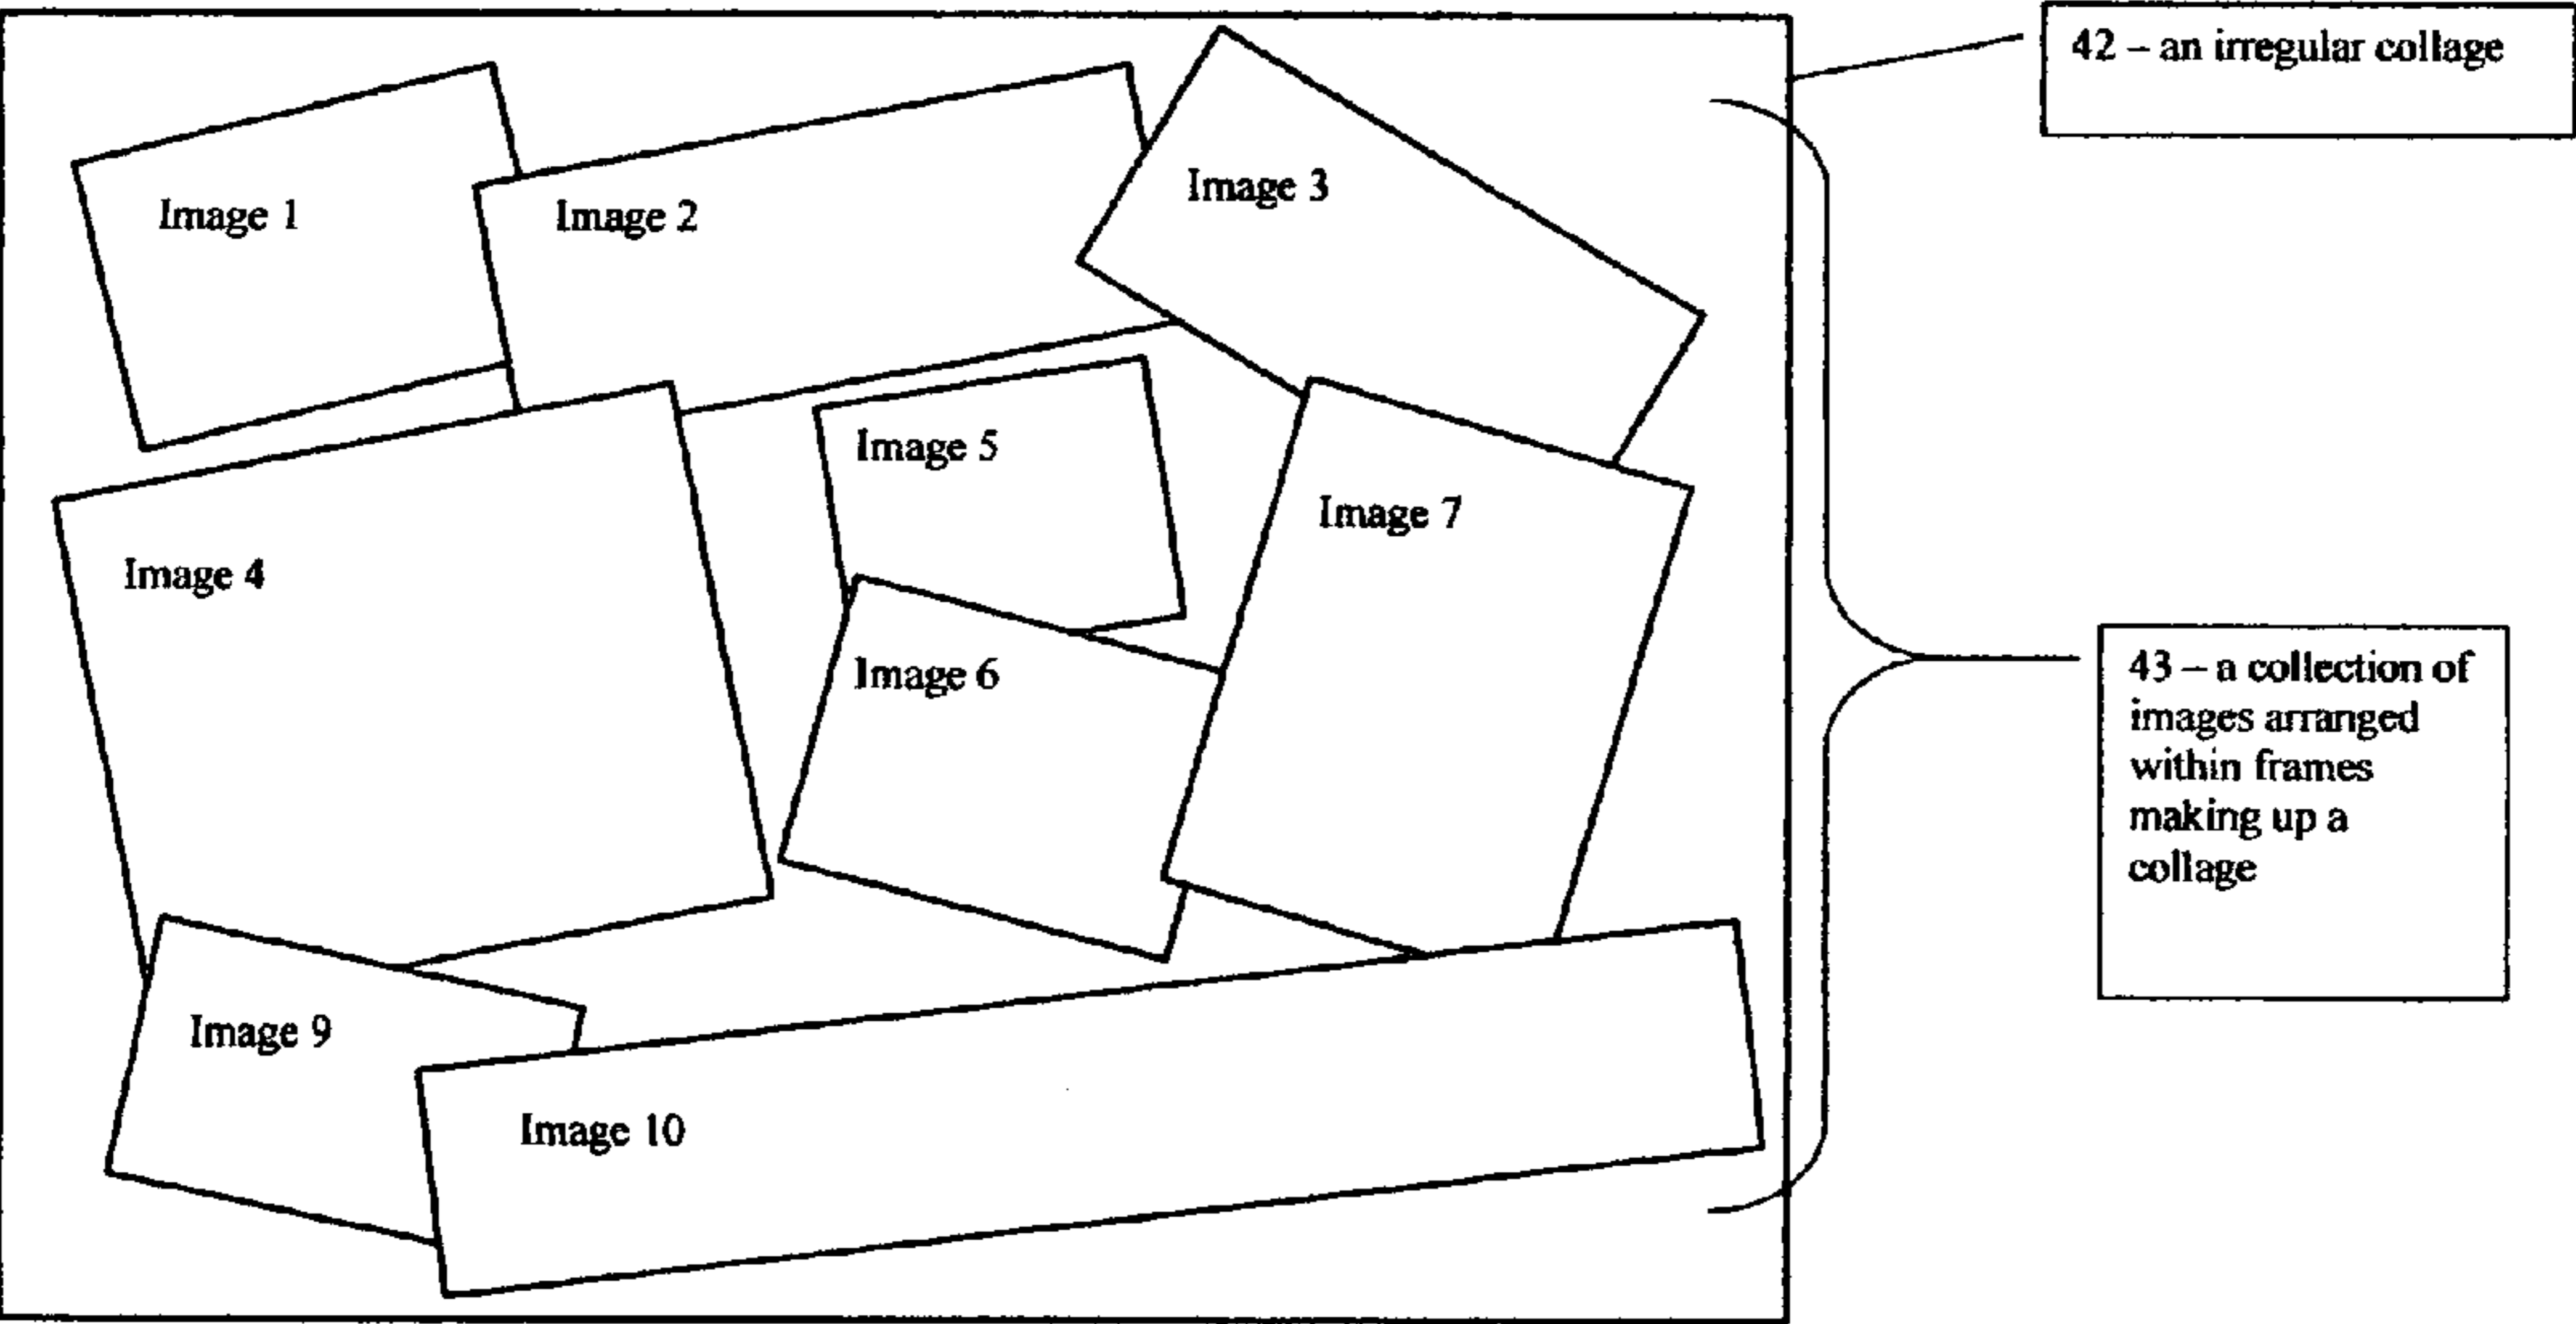 42 – an irregular collage
Image 1
Image 2
Image 3
Image 4
Image 5
Image 6
Image 7
Image 9
Image 10
43 – a collection of
images arranged
within frames
making up a
collage